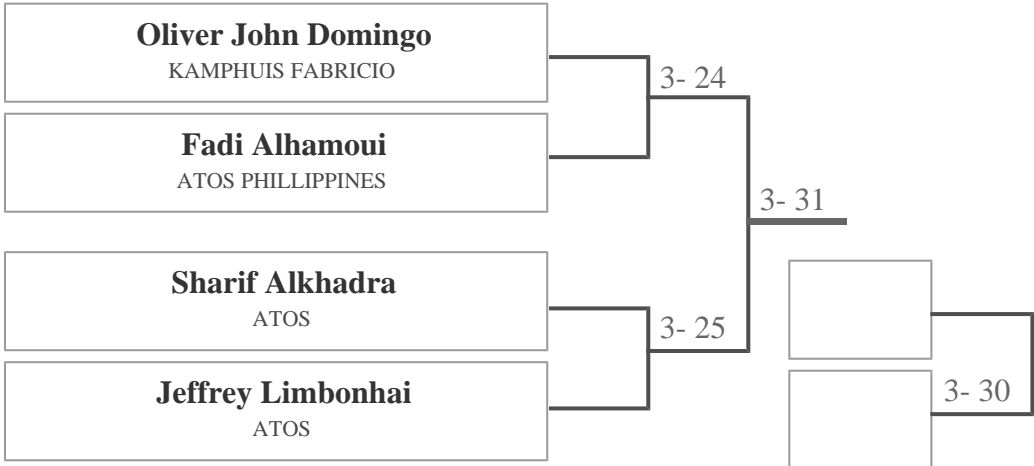 Oliver John Domingo
KAMPHUIS FABRICIO
3- 24
Fadi Alhamoui
ATOS PHILLIPPINES
3- 31
Sharif Alkhadra
ATOS
3- 25
Jeffrey Limbonhai
ATOS
3- 30